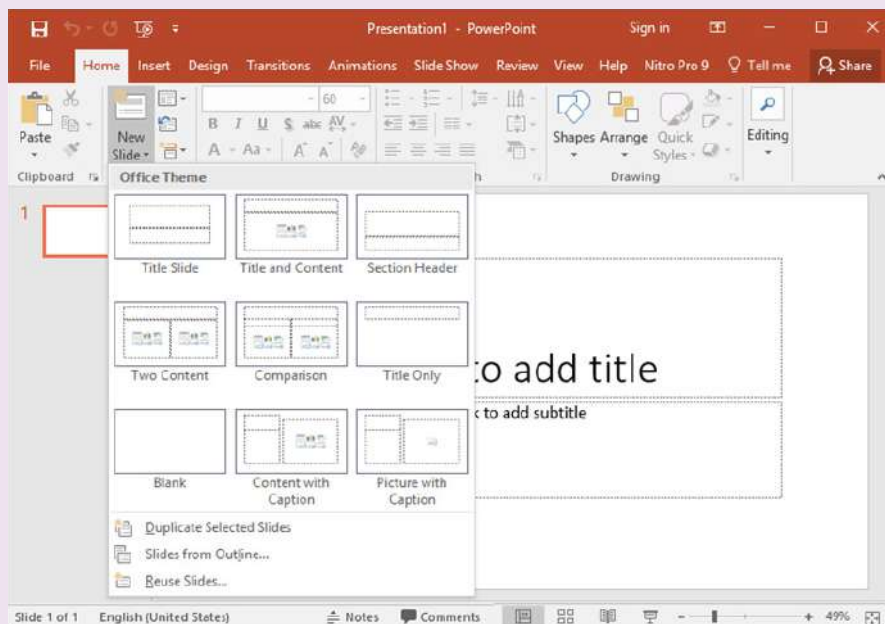 Presentation1 - PowerPoint
Sign in
File Home Insert Design Transitions Animations Slide Show Review View Help Nitro Pro 9 Tell me Share
60
B I U S abc AV
A Aa A A
Paste
New
Slide
Shapes Arrange Quick
Styles
Editing
Clipboard
h
Drawing
Office Theme
1
Title Slide Title and Content Section Header
Two Content Comparison Title Only
Blank Content with
Caption Picture with
Caption
Duplicate Selected Slides
Slides from Outline...
Reuse Slides...
to add title
k to add subtitle
Slide 1 of 1 English (United States) Notes Comments 49%